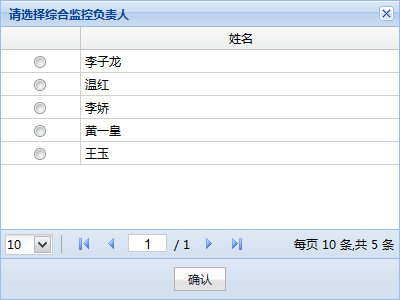 请选择综合监控负责人
姓名
李子龙
温红
李娇
黄一皇
王玉
10 1 / 1 每页 10 条,共 5 条
确认